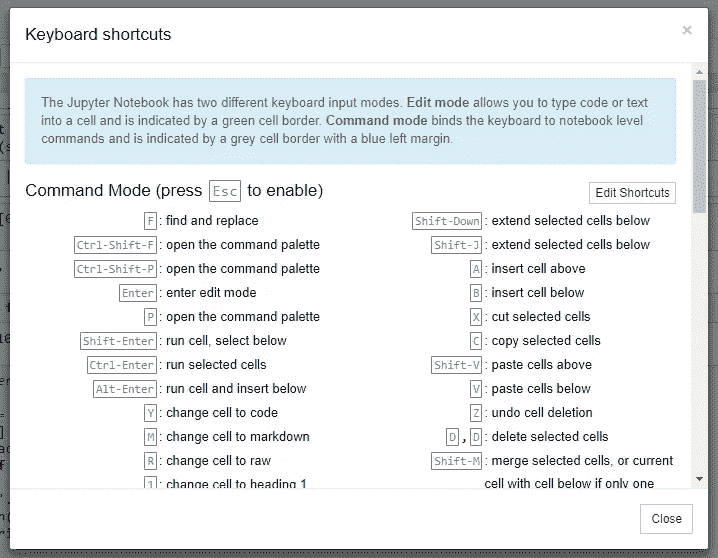 Keyboard shortcuts
×
The Jupyter Notebook has two different keyboard input modes. Edit mode allows you to type code or text
into a cell and is indicated by a green cell border. Command mode binds the keyboard to notebook level
commands and is indicated by a grey cell border with a blue left margin.
Command Mode (press Esc to enable)
Edit Shortcuts
F : find and replace
Ctrl-Shift-F : open the command palette
Ctrl-Shift-P : open the command palette
Enter : enter edit mode
P : open the command palette
Shift-Enter : run cell, select below
Ctrl-Enter : run selected cells
Alt-Enter : run cell and insert below
Y : change cell to code
M : change cell to markdown
R : change cell to raw
1 : change cell to heading 1
Shift-Down : extend selected cells below
Shift-J : extend selected cells below
A : insert cell above
B : insert cell below
X : cut selected cells
C : copy selected cells
Shift-V : paste cells above
V : paste cells below
Z : undo cell deletion
D , D : delete selected cells
Shift-M : merge selected cells, or current
cell with cell below if only one
Close